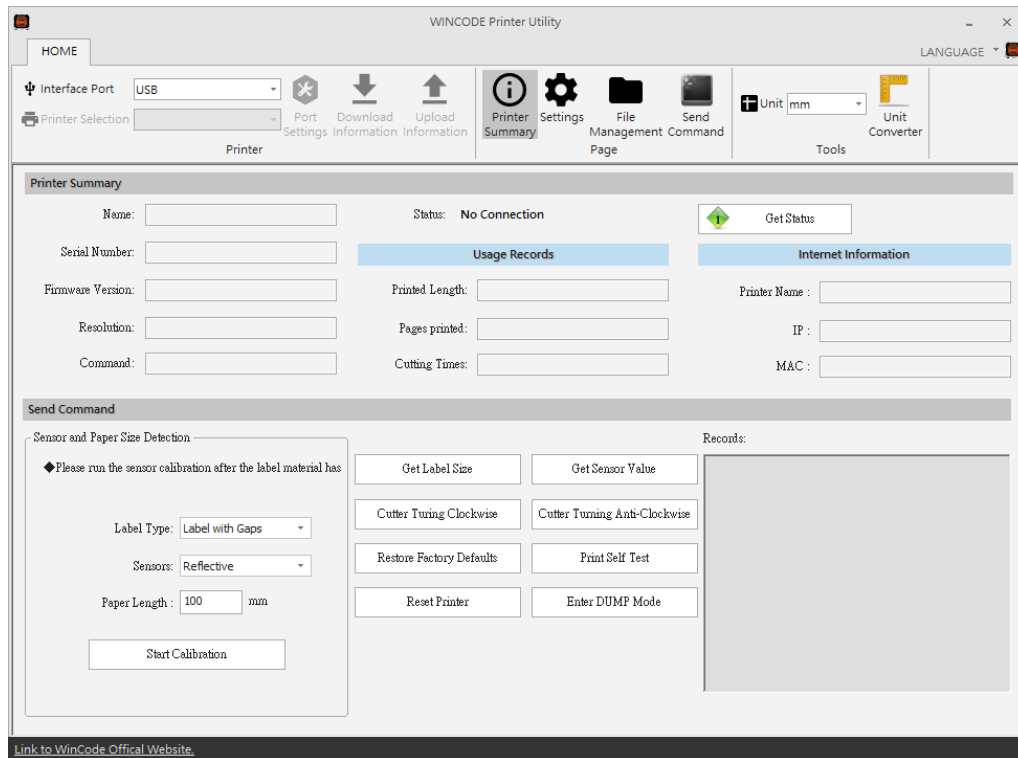 WINCODE Printer Utility
HOME
LANGUAGE
Interface Port USB
Printer Selection
Port Settings
Download Information
Upload Information
Printer
Printer Summary
Settings
File Management
Send Command
Page
Unit mm
Unit Converter
Tools
Printer Summary
Name:
Serial Number:
Firmware Version:
Resolution:
Command:
Status: No Connection
Usage Records
Printed Length:
Pages printed:
Cutting Times:
Get Status
Internet Information
Printer Name :
IP :
MAC :
Send Command
Sensor and Paper Size Detection
◆Please run the sensor calibration after the label material has
Label Type: Label with Gaps
Sensors: Reflective
Paper Length : 100 mm
Start Calibration
Get Label Size
Get Sensor Value
Cutter Turing Clockwise
Cutter Turning Anti-Clockwise
Restore Factory Defaults
Print Self Test
Reset Printer
Enter DUMP Mode
Records:
Link to WinCode Offical Website.